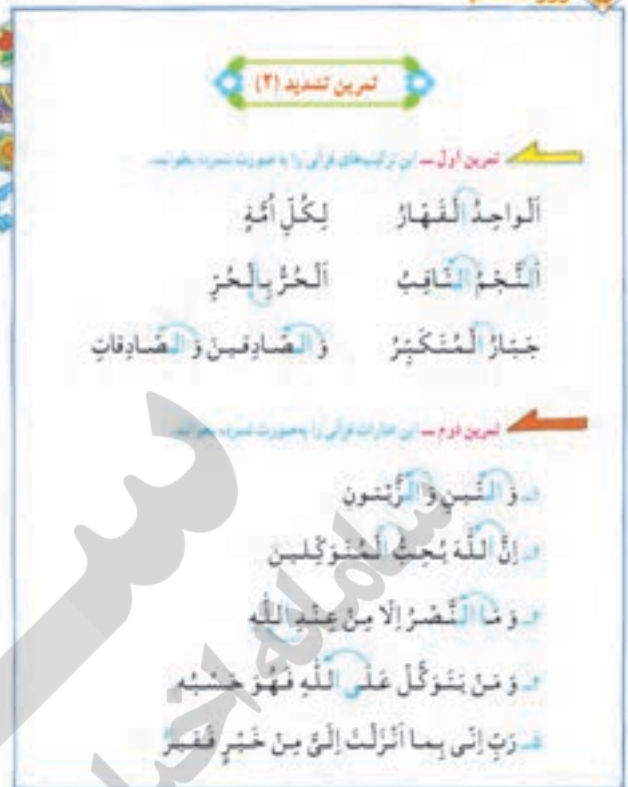 تمرین تشدید (۲)
تمرین اول ــ این ترکیب‌های قرآنی را به صورت شمرده بخوانید.
اَلْواحِدُ الْقَهّارُ لِکُلِّ اُمَّةٍ
اَلنَّجْمُ الثّاقِبُ اَلْحُرُّ بِالْحُرِّ
جَبّارُ الْمُتَکَبِّرُ وَ الصّادِقینَ وَ الصّادِقاتِ
تمرین دوم ــ این عبارات قرآنی را به‌صورت شمرده بخوانید.
وَ التّینِ وَ الزَّیْتونِ
اِنَّ اللّٰهَ یُحِبُّ الْمُتَوَکِّلینَ
وَ مَا النَّصْرُ اِلّا مِنْ عِنْدِ اللّٰهِ
وَ مَنْ یَتَوَکَّلْ عَلَی اللّٰهِ فَهُوَ حَسْبُه
رَبِّ اِنّی بِما اَنْزَلْتَ اِلَیَّ مِنْ خَیْرٍ فَقیرٌ